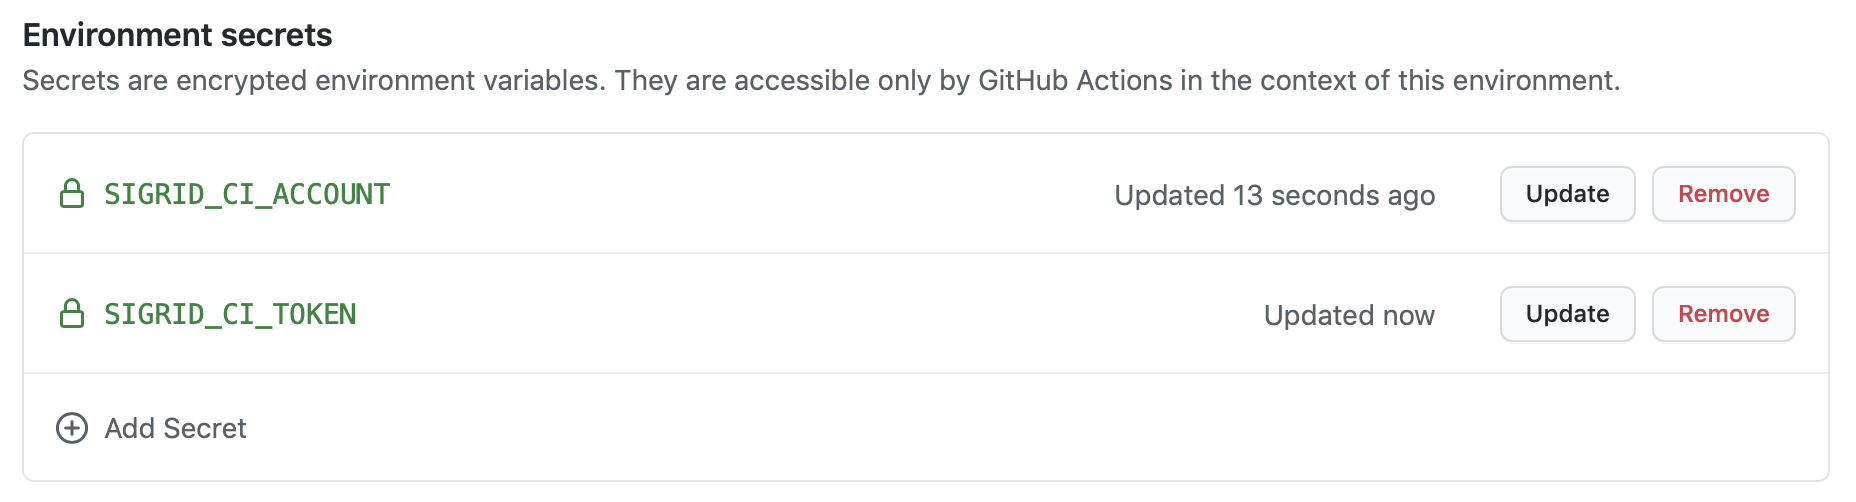 Environment secrets
Secrets are encrypted environment variables. They are accessible only by GitHub Actions in the context of this environment.
SIGRID_CI_ACCOUNT Updated 13 seconds ago Update Remove
SIGRID_CI_TOKEN Updated now Update Remove
Add Secret